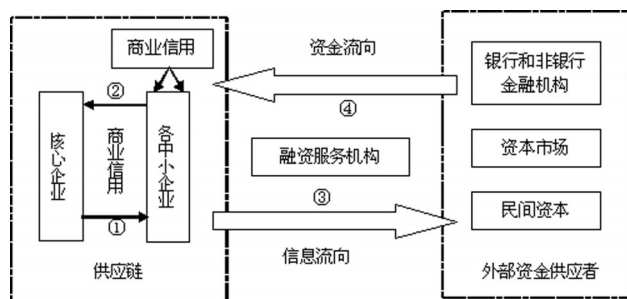 商业信用
②
核心企业
商业信用
各中小企业
①
供应链
资金流向
④
融资服务机构
③
信息流向
银行和非银行
金融机构
资本市场
民间资本
外部资金供应者